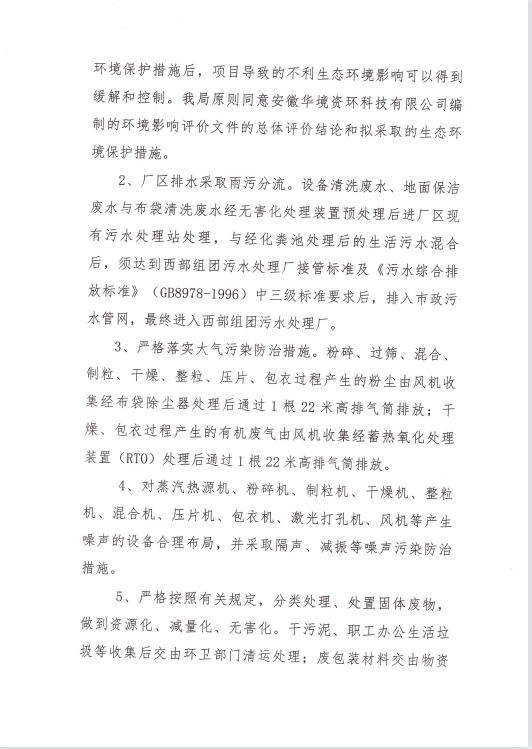 环境保护措施后，项目导致的不利生态环境影响可以得到
缓解和控制。我局原则同意安徽华境资环科技有限公司编
制的环境影响评价文件的总体评价结论和拟采取的生态环
境保护措施。
2、厂区排水采取雨污分流。设备清洗废水、地面保洁
废水与布袋清洗废水经无害化处理装置预处理后进厂区现
有污水处理站处理，与经化粪池处理后的生活污水混合
后，须达到西部组团污水处理厂接管标准及《污水综合排
放标准》（GB8978-1996）中三级标准要求后，排入市政污
水管网，最终进入西部组团污水处理厂。
3、严格落实大气污染防治措施。粉碎、过筛、混合、
制粒、干燥、整粒、压片、包衣过程产生的粉尘由风机收
集经布袋除尘器处理后通过 1 根 22 米高排气筒排放；干
燥、包衣过程产生的有机废气由风机收集经蓄热氧化处理
装置（RTO）处理后通过 1 根 22 米高排气筒排放。
4、对蒸汽热源机、粉碎机、制粒机、干燥机、整粒
机、混合机、压片机、包衣机、激光打孔机、风机等产生
噪声的设备合理布局，并采取隔声、减振等噪声污染防治
措施。
5、严格按照有关规定，分类处理、处置固体废物，
做到资源化、减量化、无害化。干污泥、职工办公生活垃
圾等收集后交由环卫部门清运处理；废包装材料交由物资